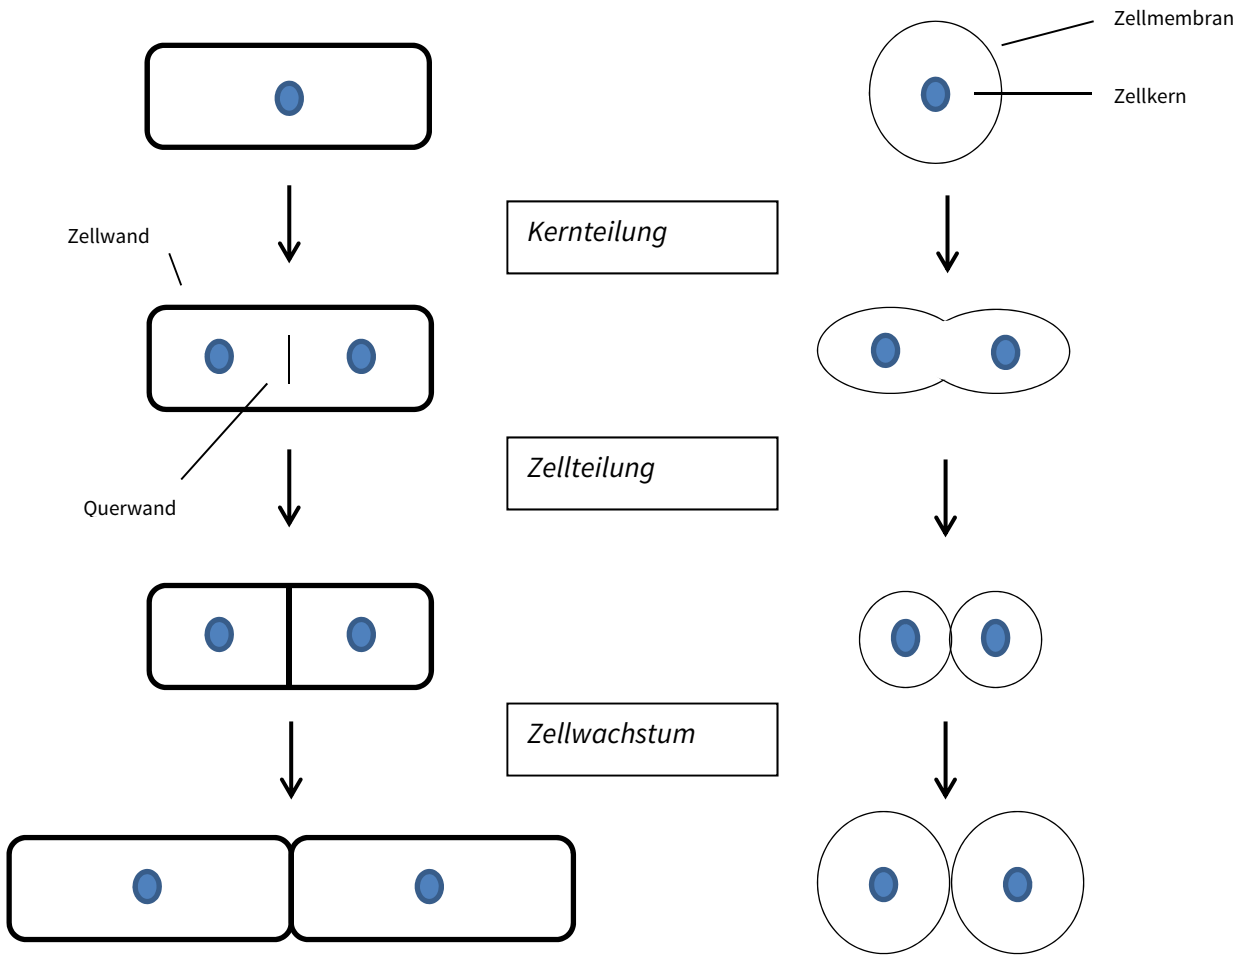 Zellmembran
Zellkern
Kernteilung
Zellwand
Zellteilung
Querwand
Zellwachstum